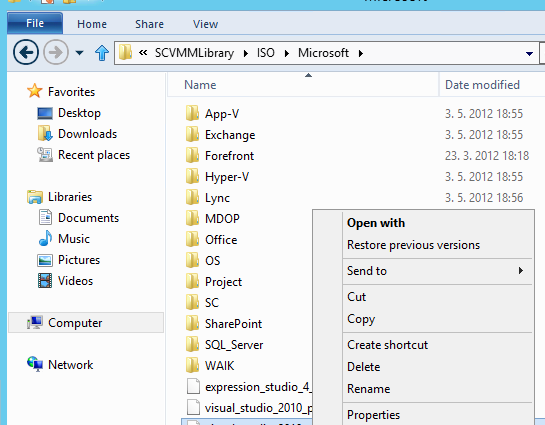 File Home Share View
« SCVMMLibrary ISO Microsoft
Favorites
Desktop
Downloads
Recent places
Libraries
Documents
Music
Pictures
Videos
Computer
Network
Name Date modified
App-V 3. 5. 2012 18:55
Exchange 3. 5. 2012 18:55
Forefront 23. 3. 2012 18:18
Hyper-V 3. 5. 2012 18:55
Lync 3. 5. 2012 18:56
MDOP
Office
OS
Project
SC
SharePoint
SQL_Server
WAIK
expression_studio_4_
visual_studio_2010_p
Open with
Restore previous versions
Send to
Cut
Copy
Create shortcut
Delete
Rename
Properties